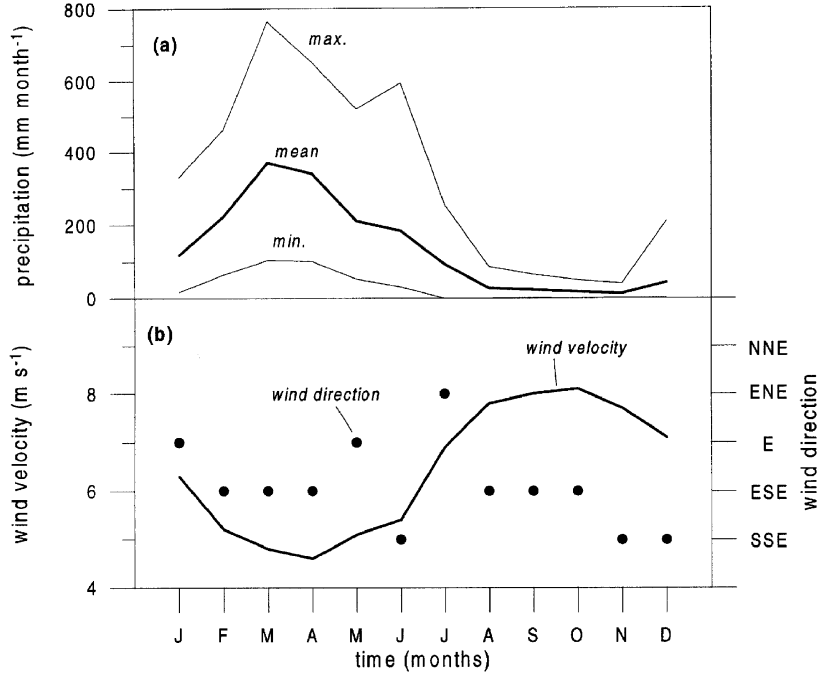 (a)
precipitation (mm month-1)
800
600
400
200
0
max.
mean
min.
(b)
wind velocity (m s-1)
8
6
4
wind velocity
wind direction
NNE
ENE
E
ESE
SSE
wind direction
J F M A M J J A S O N D
time (months)